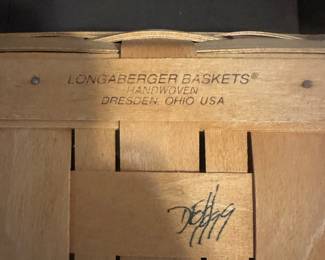 LONGABERGER BASKETS®
HANDWOVEN
DRESDEN, OHIO USA